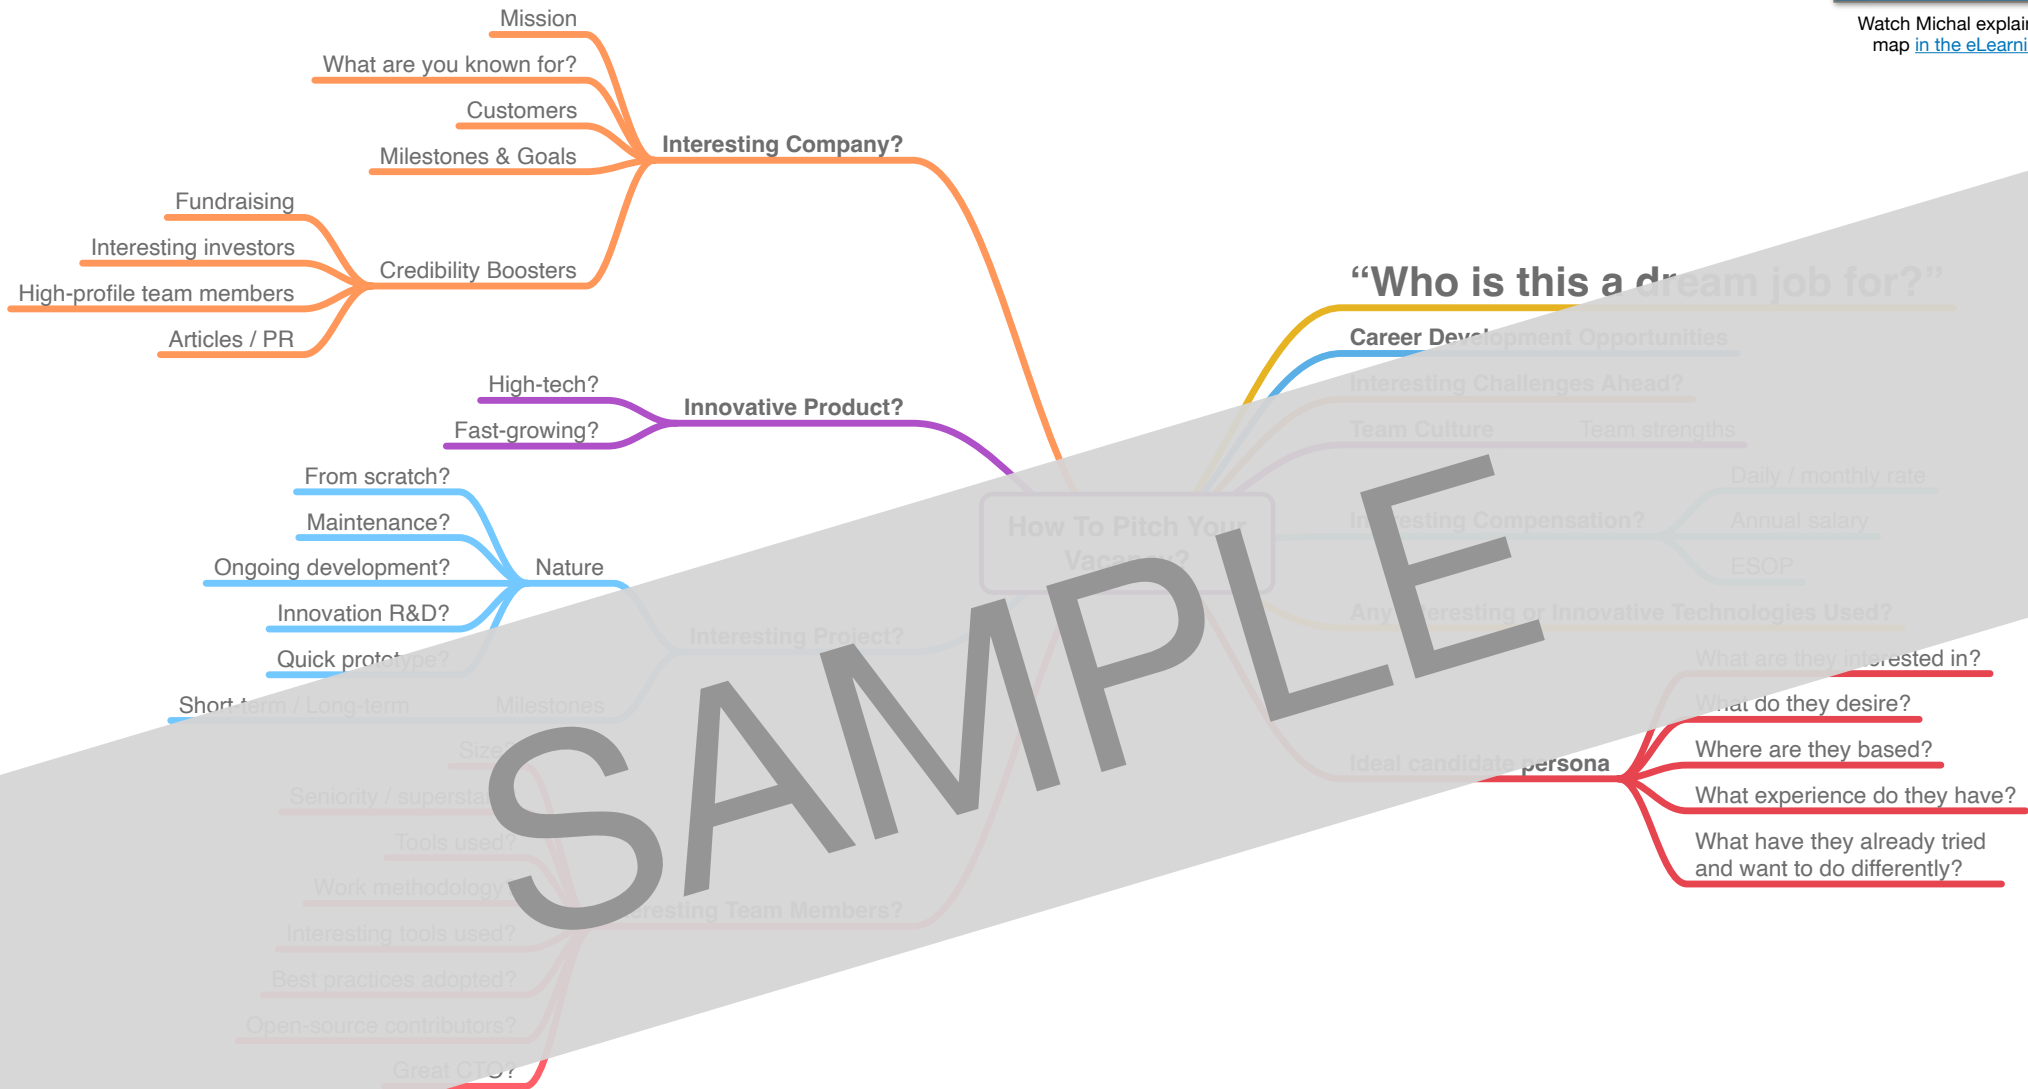 Watch Michal explain
map in the eLearni
Mission
What are you known for?
Customers
Milestones & Goals
Interesting Company?
Fundraising
Interesting investors
High-profile team members
Articles / PR
Credibility Boosters
High-tech?
Fast-growing?
Innovative Product?
From scratch?
Maintenance?
Ongoing development?
Innovation R&D?
Quick prototype?
Nature
Short-term / Long-term
Milestones
Interesting Project?
Size?
Seniority / superstar
Tools used?
Work methodology?
Interesting tools used?
Best practices adopted?
Open-source contributors?
Great CTO?
Interesting Team Members?
How To Pitch Your
Vacancy?
“Who is this a dream job for?”
Career Development Opportunities
Interesting Challenges Ahead?
Team Culture
Team strengths
Interesting Compensation?
Daily / monthly rate
Annual salary
ESOP
Any Interesting or Innovative Technologies Used?
Ideal candidate persona
What are they interested in?
What do they desire?
Where are they based?
What experience do they have?
What have they already tried
and want to do differently?
SAMPLE